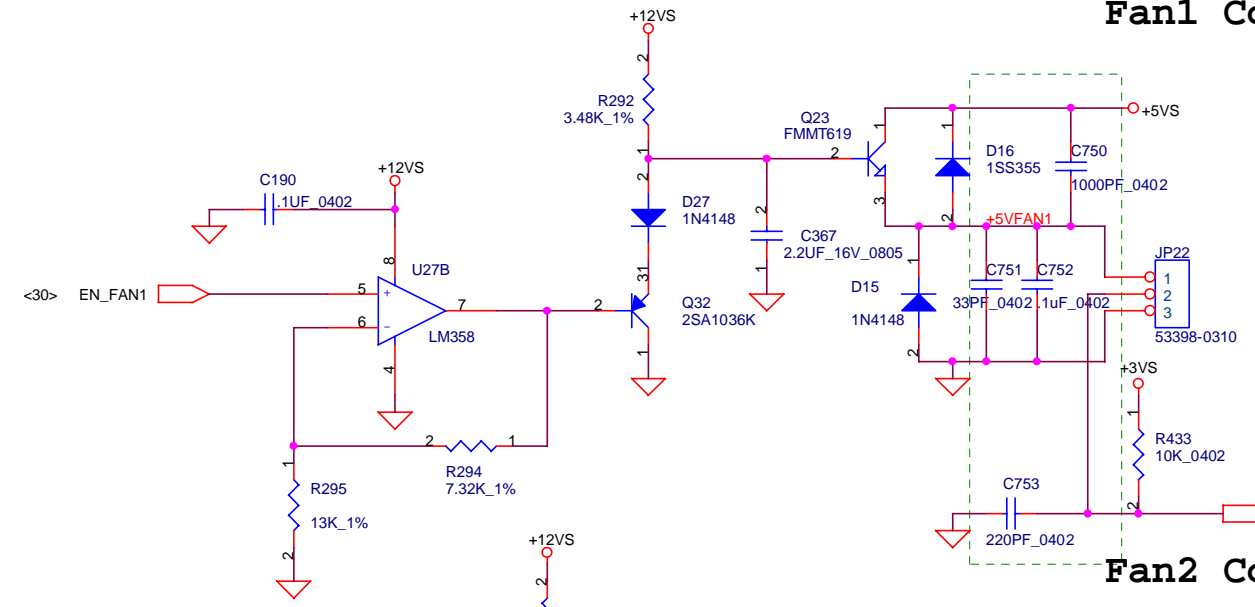 Fan1 Co
+12VS
R292
3.48K_1%
2
1
Q23
FMMT619
2
1
3
D16
1SS355
1
2
C750
1000PF_0402
+5VS
C190
.1UF_0402
+12VS
D27
1N4148
2
C367
2.2UF_16V_0805
2
1
+5VFAN1
C751
33PF_0402
C752
.1uF_0402
JP22
1
2
3
53398-0310
<30>
EN_FAN1
U27B
8
5
+
6
-
7
4
LM358
2
31
Q32
2SA1036K
1
D15
1N4148
1
2
+3VS
1
R433
10K_0402
2
2
1
R294
7.32K_1%
1
R295
13K_1%
2
C753
220PF_0402
+12VS
2
Fan2 Co